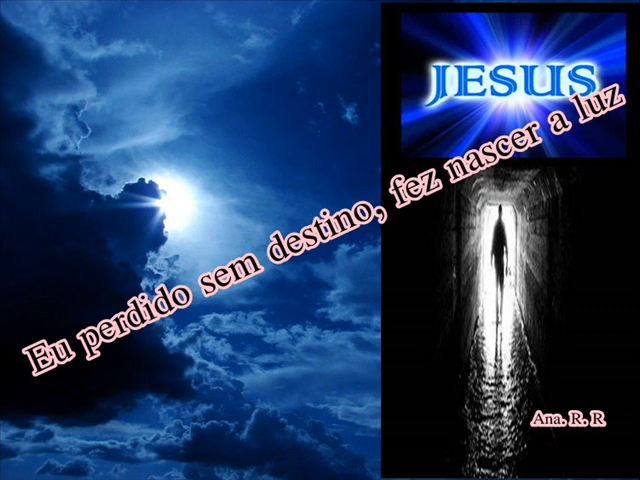 JESUS
Eu perdido sem destino, fez nascer a luz
Ana. R. R